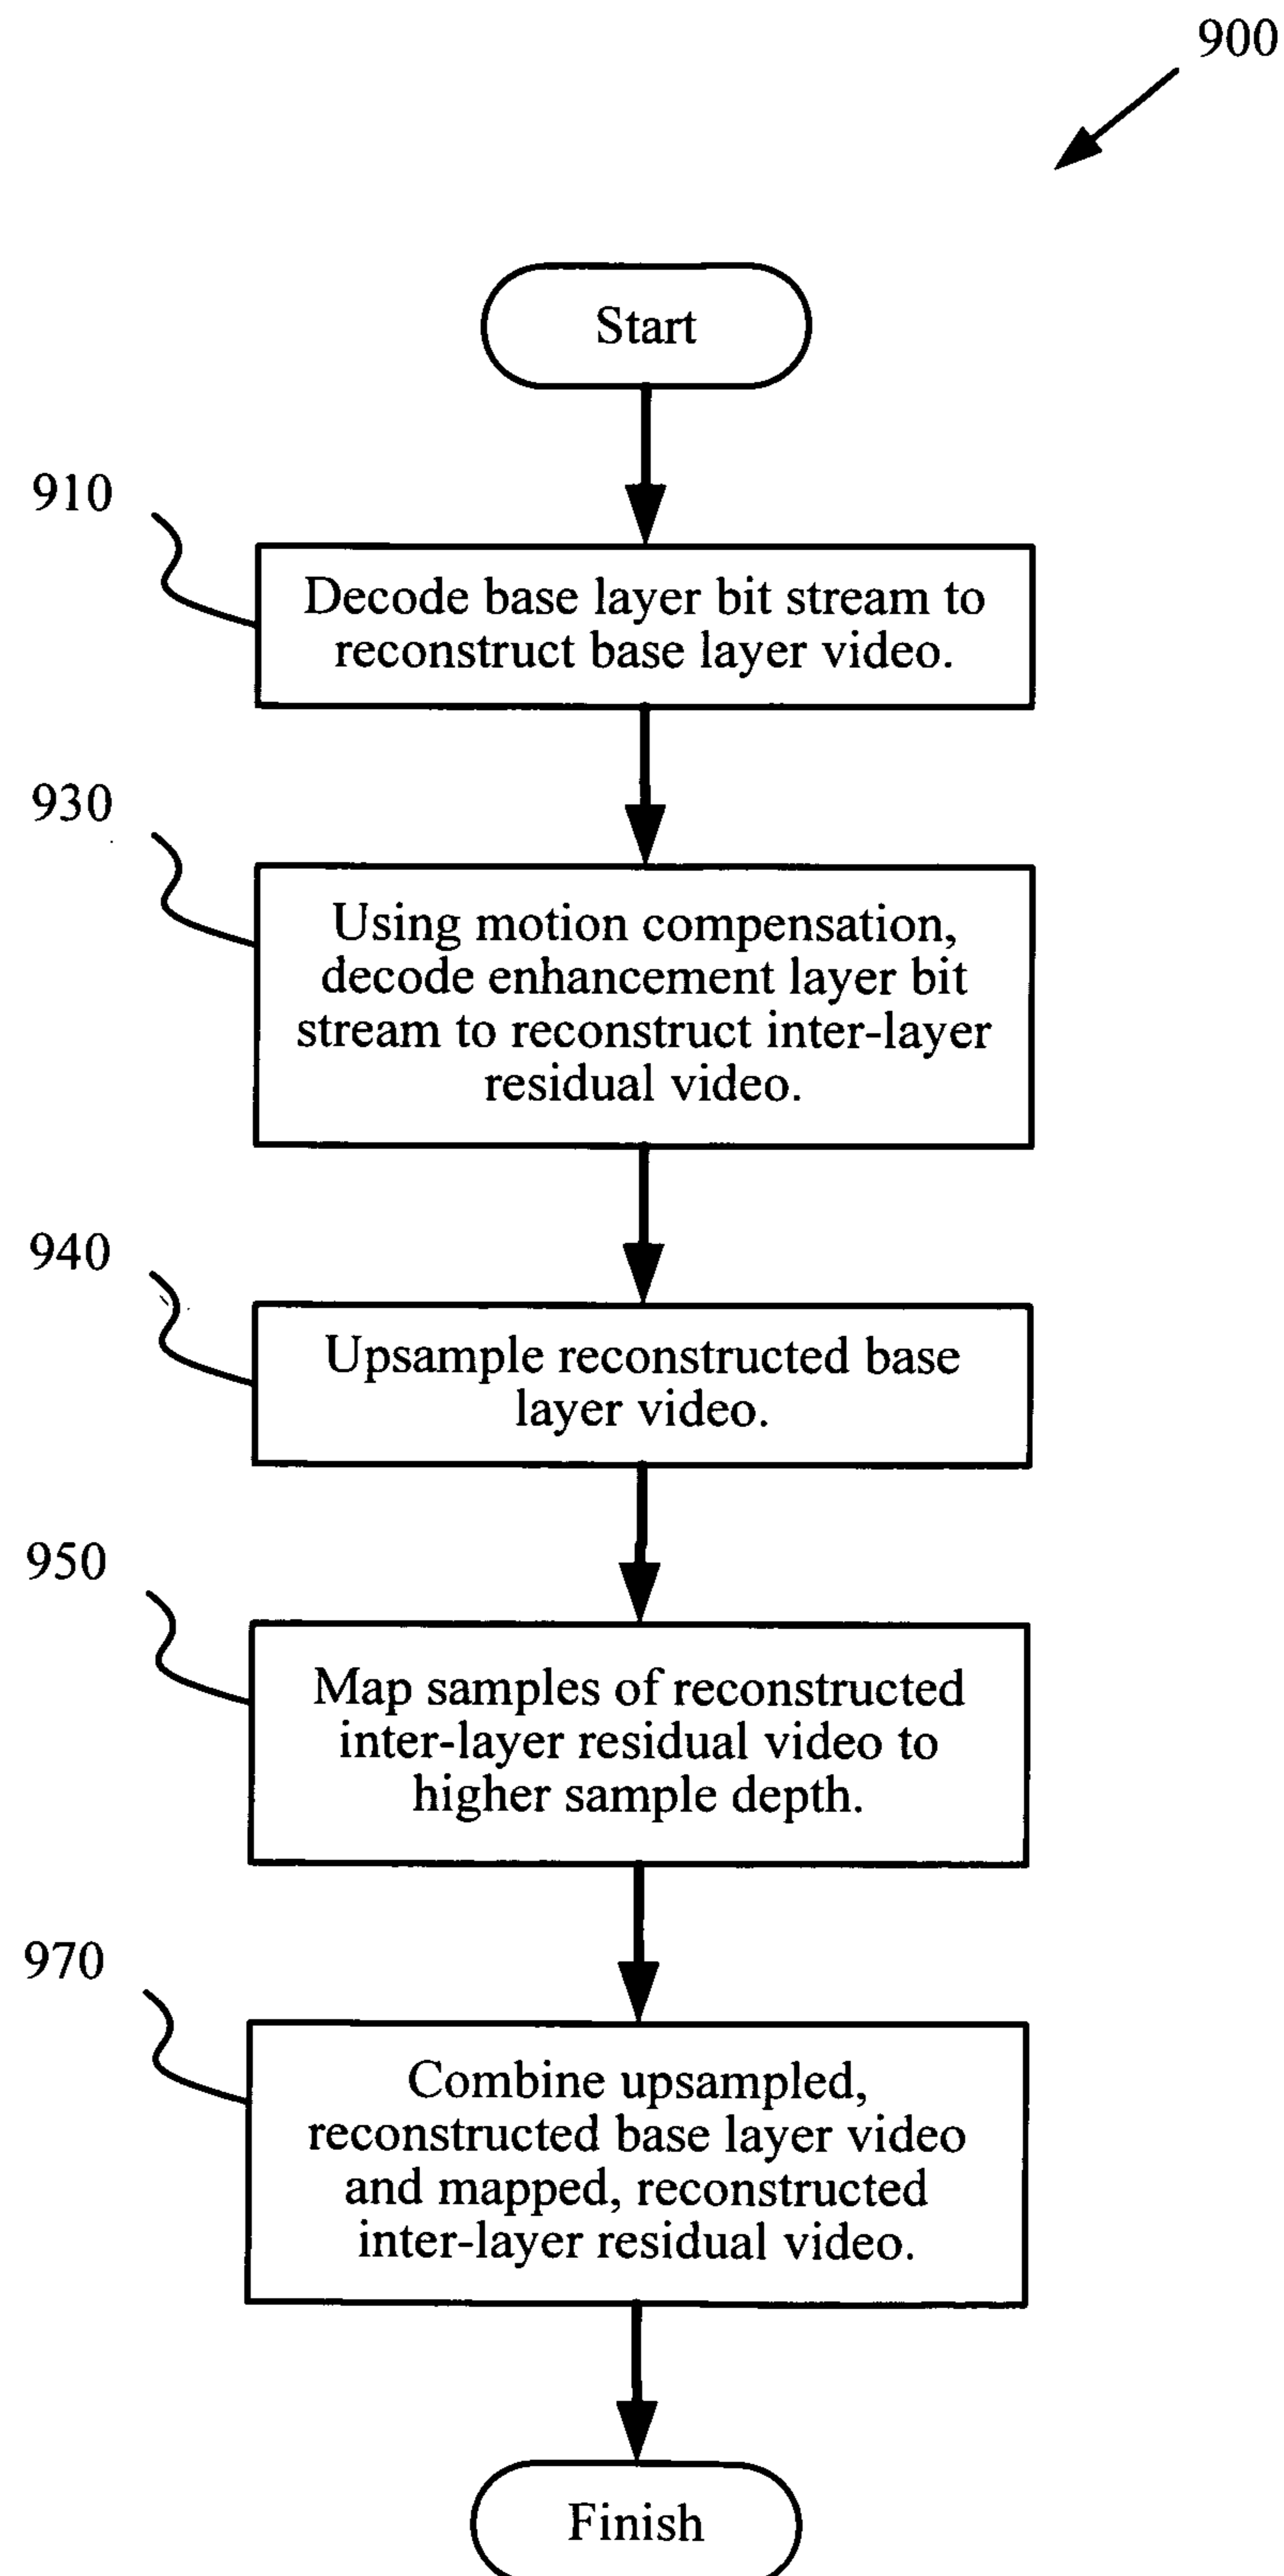 900
Start
910
Decode base layer bit stream to
reconstruct base layer video.
930
Using motion compensation,
decode enhancement layer bit
stream to reconstruct inter-layer
residual video.
940
Upsample reconstructed base
layer video.
950
Map samples of reconstructed
inter-layer residual video to
higher sample depth.
970
Combine upsampled,
reconstructed base layer video
and mapped, reconstructed
inter-layer residual video.
Finish